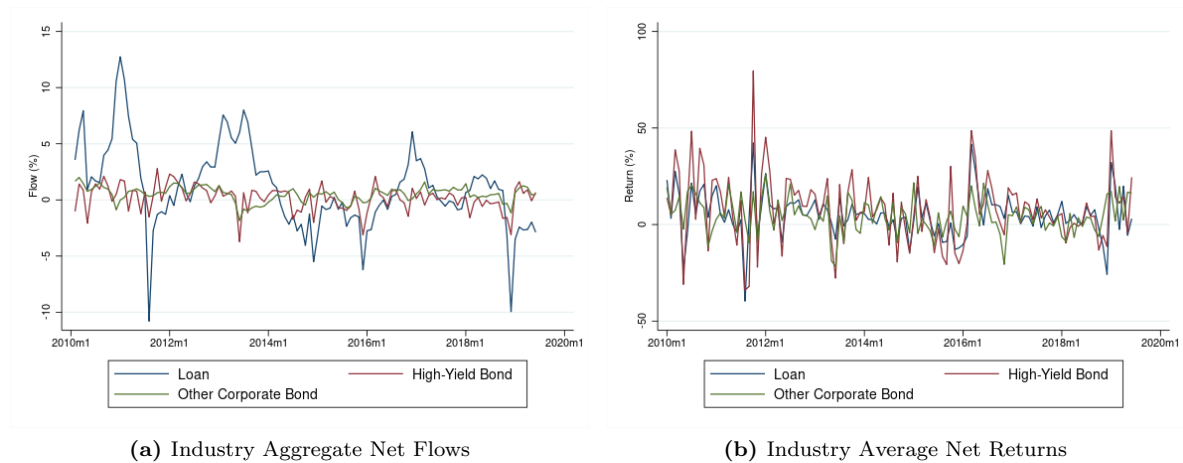 15
10
5
0
-5
-10
Flow (%)
2010m1 2012m1 2014m1 2016m1 2018m1 2020m1
Loan High-Yield Bond
Other Corporate Bond
(a) Industry Aggregate Net Flows
100
50
0
-50
Return (%)
2010m1 2012m1 2014m1 2016m1 2018m1 2020m1
Loan High-Yield Bond
Other Corporate Bond
(b) Industry Average Net Returns